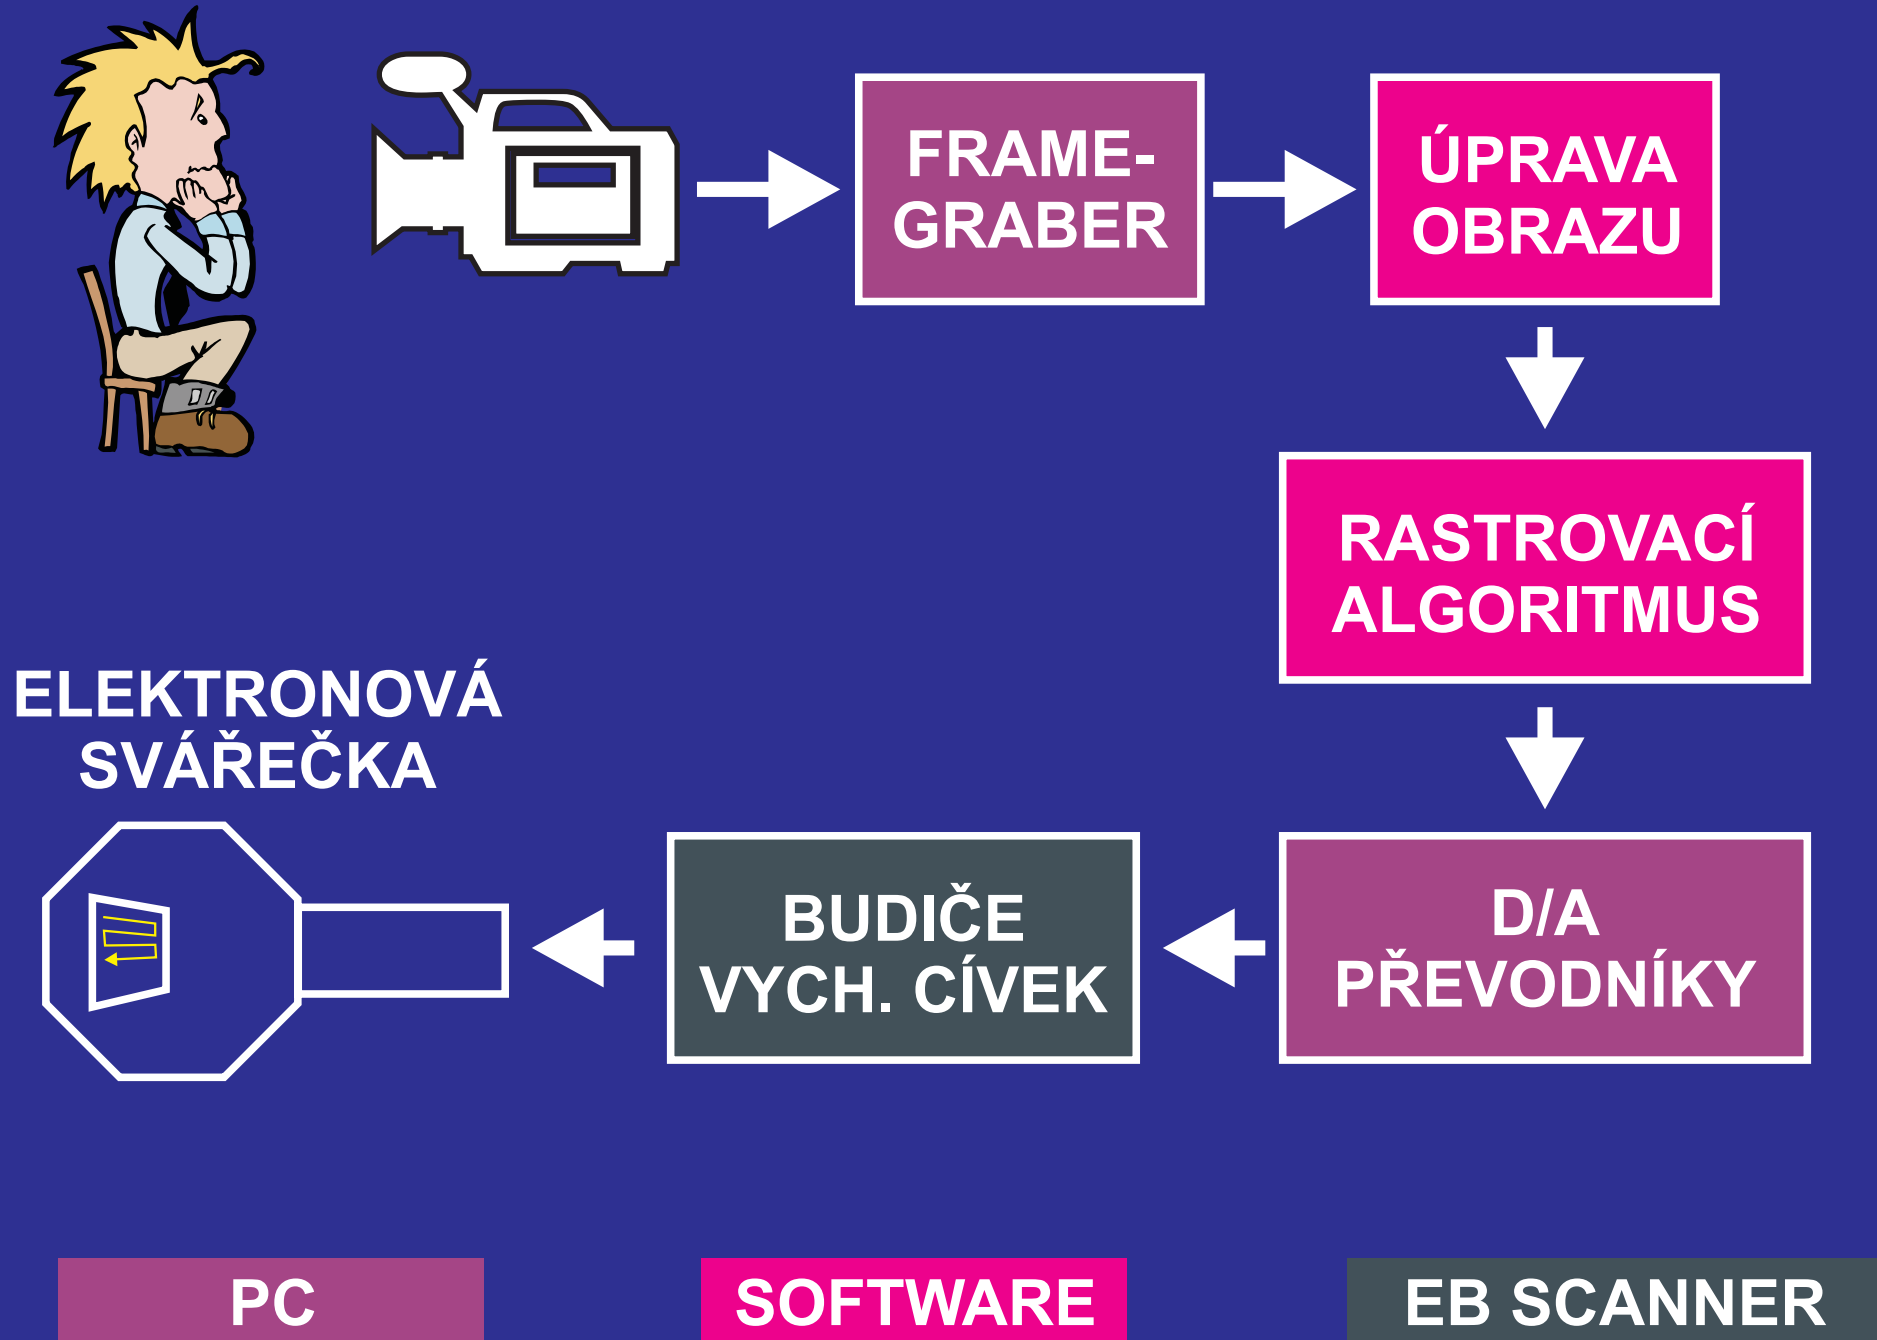 FRAME-
GRABER
ÚPRAVA
OBRAZU
RASTROVACÍ
ALGORITMUS
ELEKTRONOVÁ
SVÁŘEČKA
BUDIČE
VYCH. CÍVEK
D/A
PŘEVODNÍKY
PC
SOFTWARE
EB SCANNER